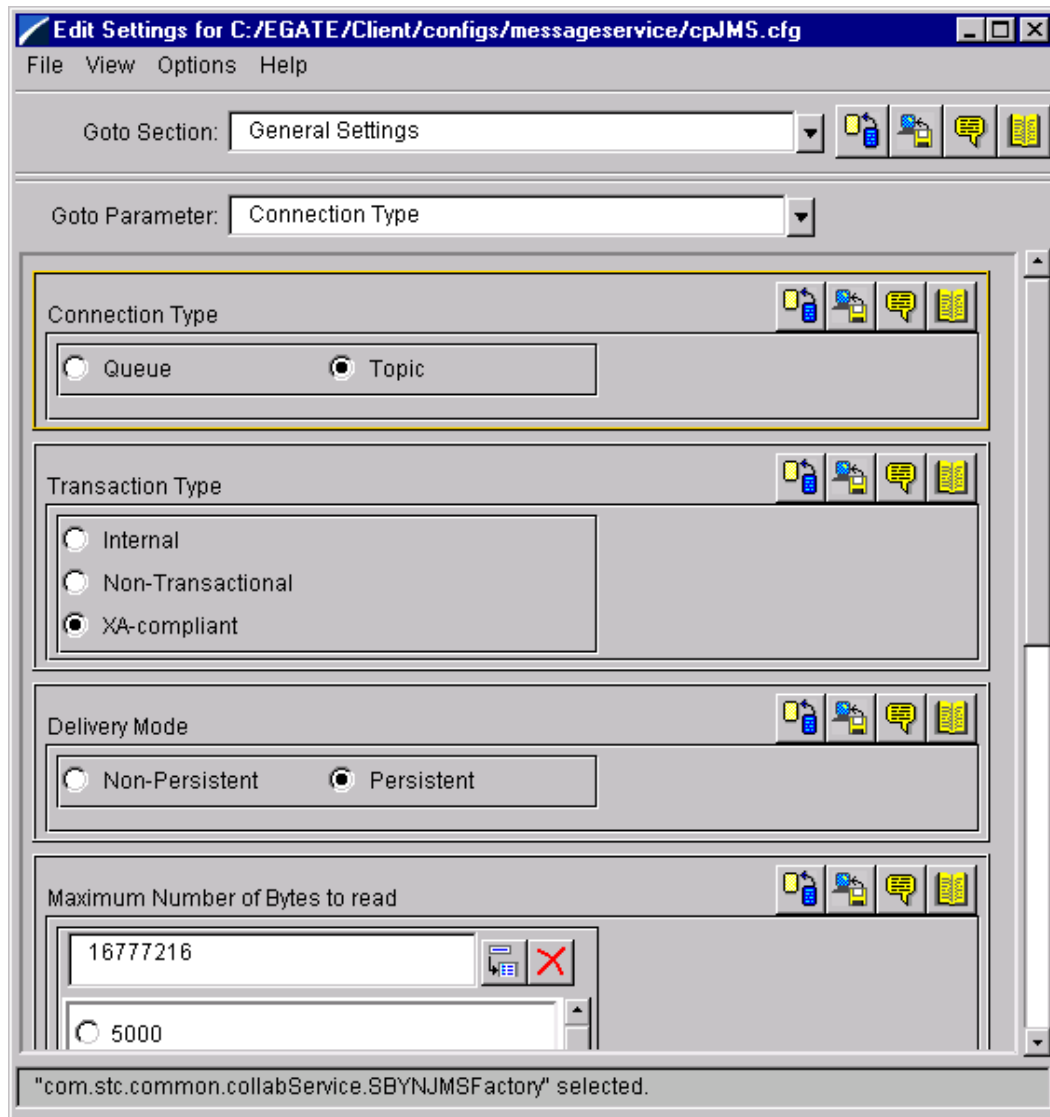 Edit Settings for C:/EGATE/Client/configs/messageservice/cpJMS.cfg
File View Options Help
Goto Section: General Settings
Goto Parameter: Connection Type
Connection Type
Queue Topic
Transaction Type
Internal
Non-Transactional
XA-compliant
Delivery Mode
Non-Persistent Persistent
Maximum Number of Bytes to read
16777216
5000
"com.stc.common.collabService.SBYNJMSFactory" selected.